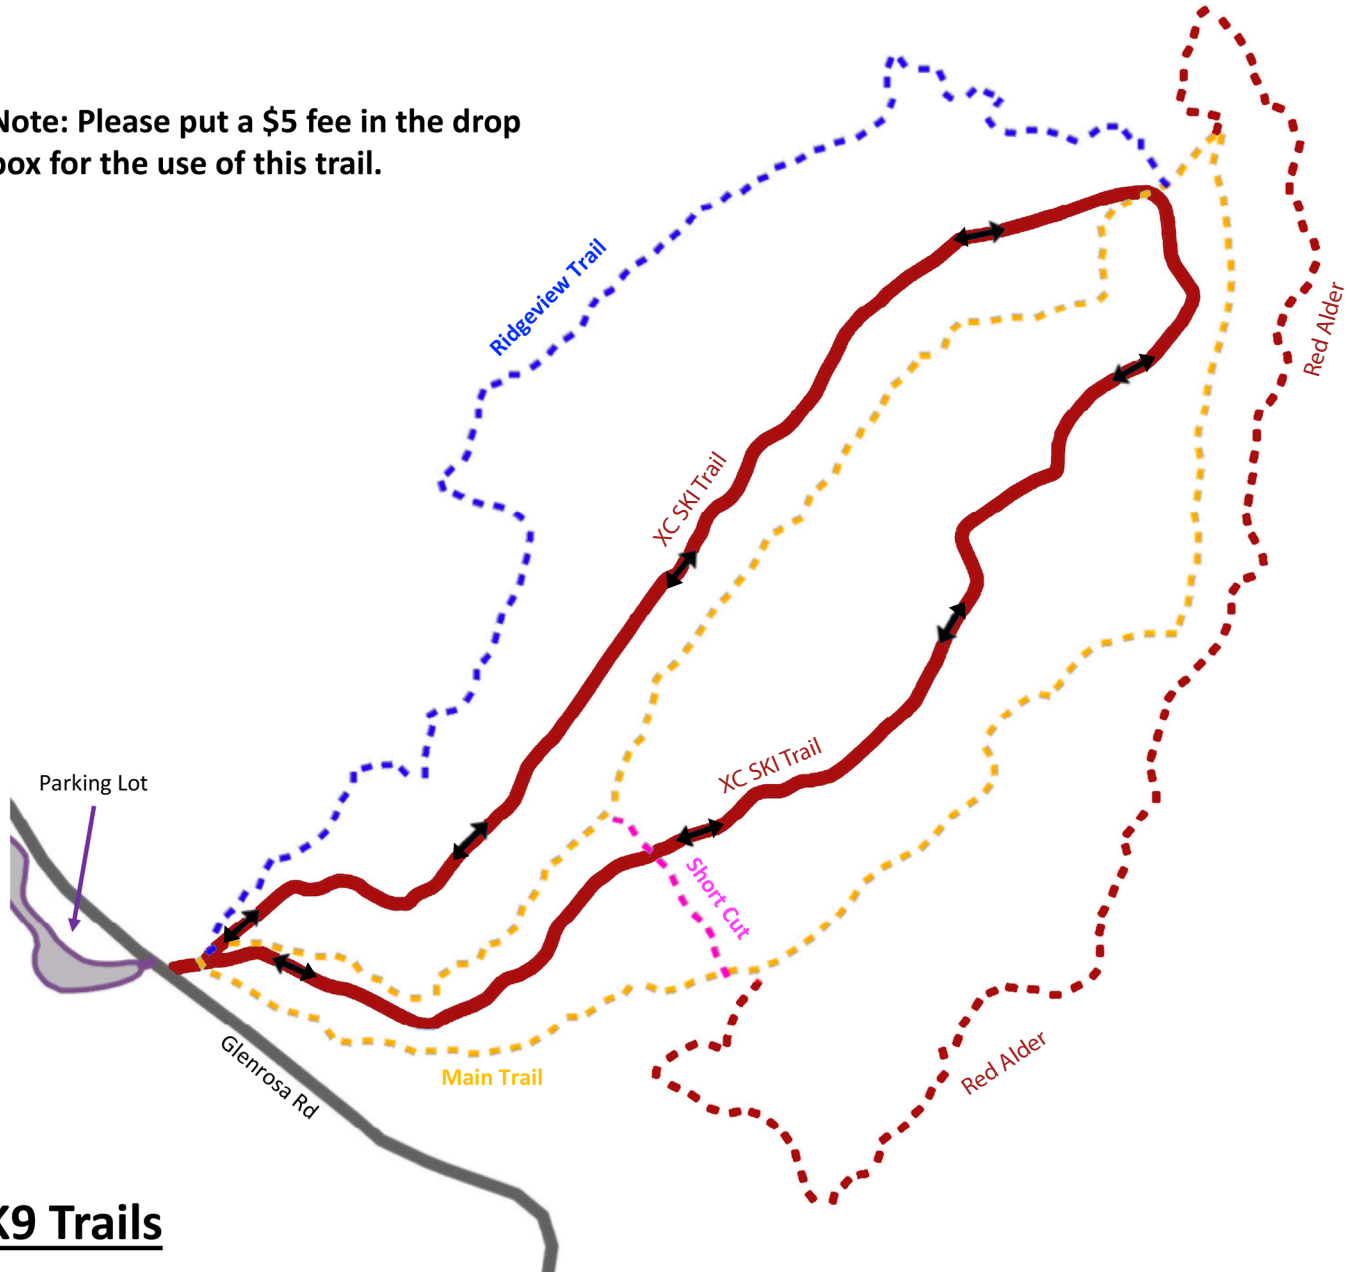 Note: Please put a $5 fee in the drop
box for the use of this trail.
Ridgeview Trail
Red Alder
XC SKI Trail
XC SKI Trail
Parking Lot
Short Cut
Glenrosa Rd
Main Trail
Red Alder
K9 Trails